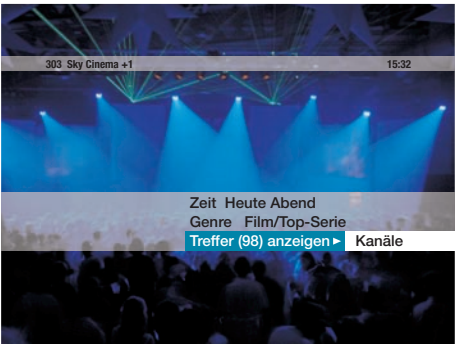 303 Sky Cinema +1 15:32
Zeit Heute Abend
Genre Film/Top-Serie
Treffer (98) anzeigen ▶ Kanäle